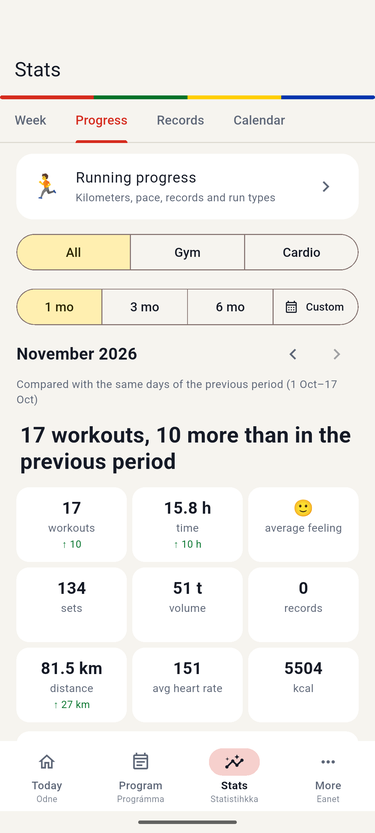 Stats
Week Progress Records Calendar
Running progress
Kilometers, pace, records and run types
All Gym Cardio
1 mo 3 mo 6 mo Custom
November 2026
Compared with the same days of the previous period (1 Oct–17
Oct)
17 workouts, 10 more than in the
previous period
17 15.8 h
workouts time average feeling
↑ 10 ↑ 10 h
134 51 t 0
sets volume records
81.5 km 151 5504
distance avg heart rate kcal
↑ 27 km
Today Program Stats More
Odne Prográmma Statistihkka Eanet